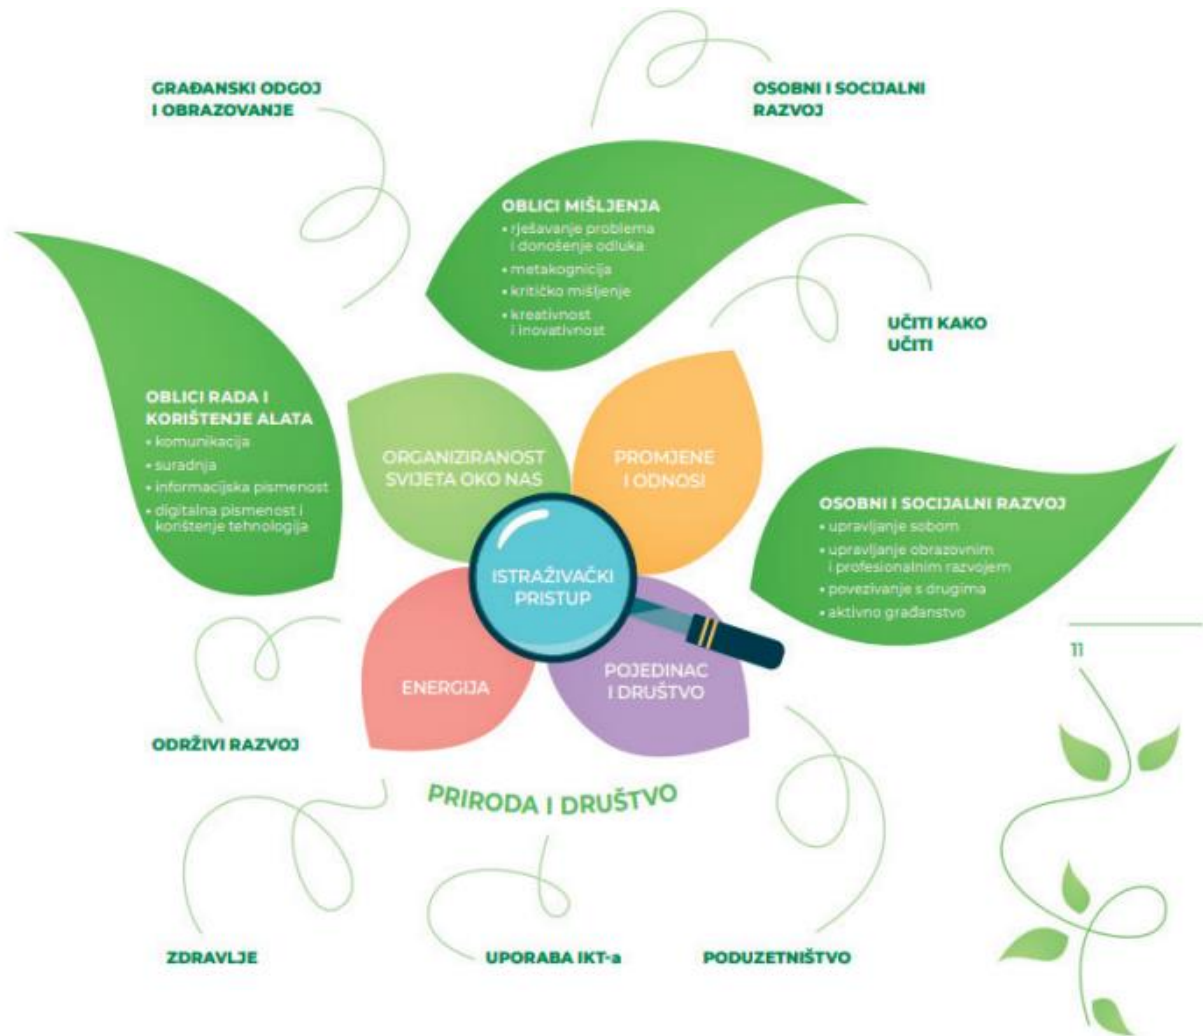 GRAĐANSKI ODGOJ
I OBRAZOVANJE
OSOBNI I SOCIJALNI
RAZVOJ
OBLICI MIŠLJENJA
• rješavanje problema
i donošenje odluka
• metakognicija
• kritičko mišljenje
• kreativnost
i inovativnost
UČITI KAKO
UČITI
OBLICI RADA I
KORIŠTENJE ALATA
• komunikacija
• suradnja
• informacijska pismenost
• digitalna pismenost i
korištenje tehnologija
ORGANIZIRANOST
SVIJETA OKO NAS
PROMJENE
I ODNOSI
OSOBNI I SOCIJALNI RAZVOJ
• upravljanje sobom
• upravljanje obrazovnim
i profesionalnim razvojem
• povezivanje s drugima
• aktivno građanstvo
ISTRAŽIVAČKI
PRISTUP
ENERGIJA
POJEDINAC
I DRUŠTVO
11
ODRŽIVI RAZVOJ
PRIRODA I DRUŠTVO
ZDRAVLJE
UPORABA IKT-a
PODUZETNIŠTVO